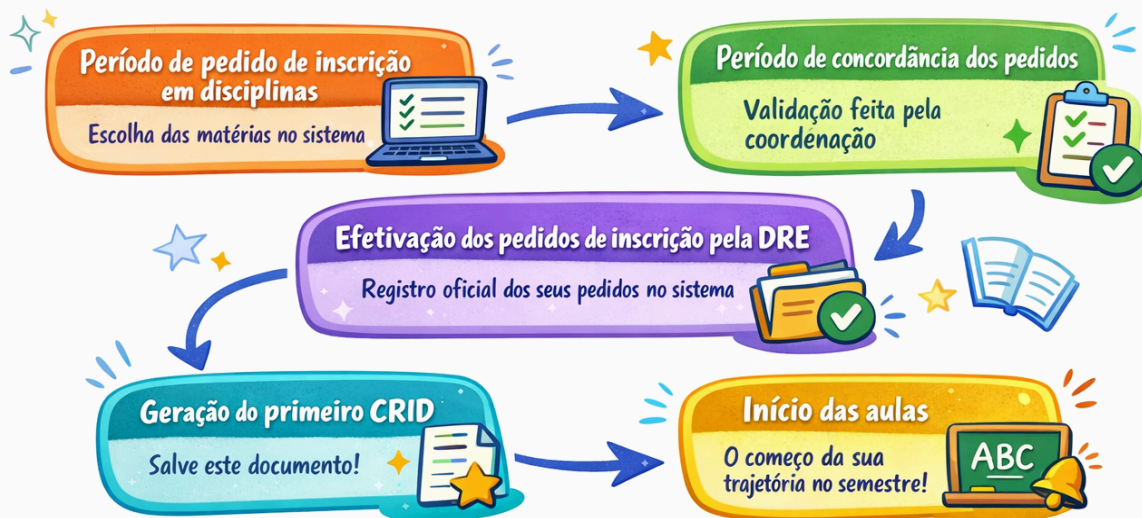 Período de pedido de inscrição
em disciplinas
Escolha das matérias no sistema
Período de concordância dos pedidos
Validação feita pela
coordenação
Efetivação dos pedidos de inscrição pela DRE
Registro oficial dos seus pedidos no sistema
Geração do primeiro CRID
Salve este documento!
Início das aulas
O começo da sua
trajetória no semestre!
ABC